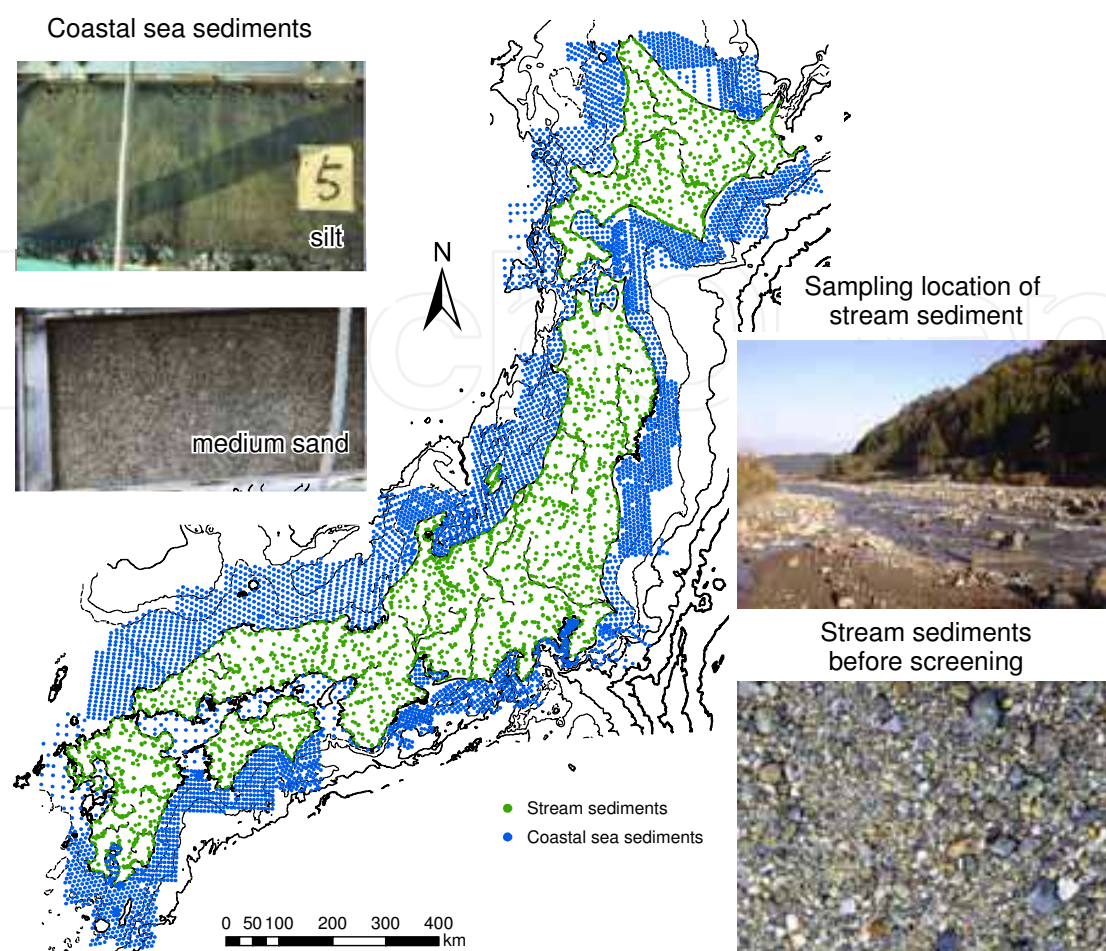 Coastal sea sediments
5
silt
medium sand
N
Sampling location of
stream sediment
Stream sediments
before screening
Stream sediments
Coastal sea sediments
0 50 100 200 300 400
km